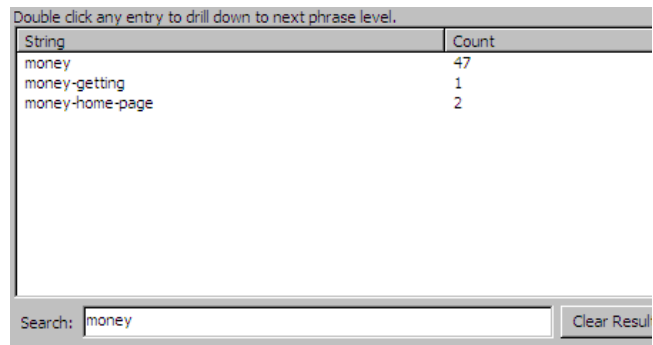 Double click any entry to drill down to next phrase level.
String Count
money 47
money-getting 1
money-home-page 2
Search: money Clear Resul